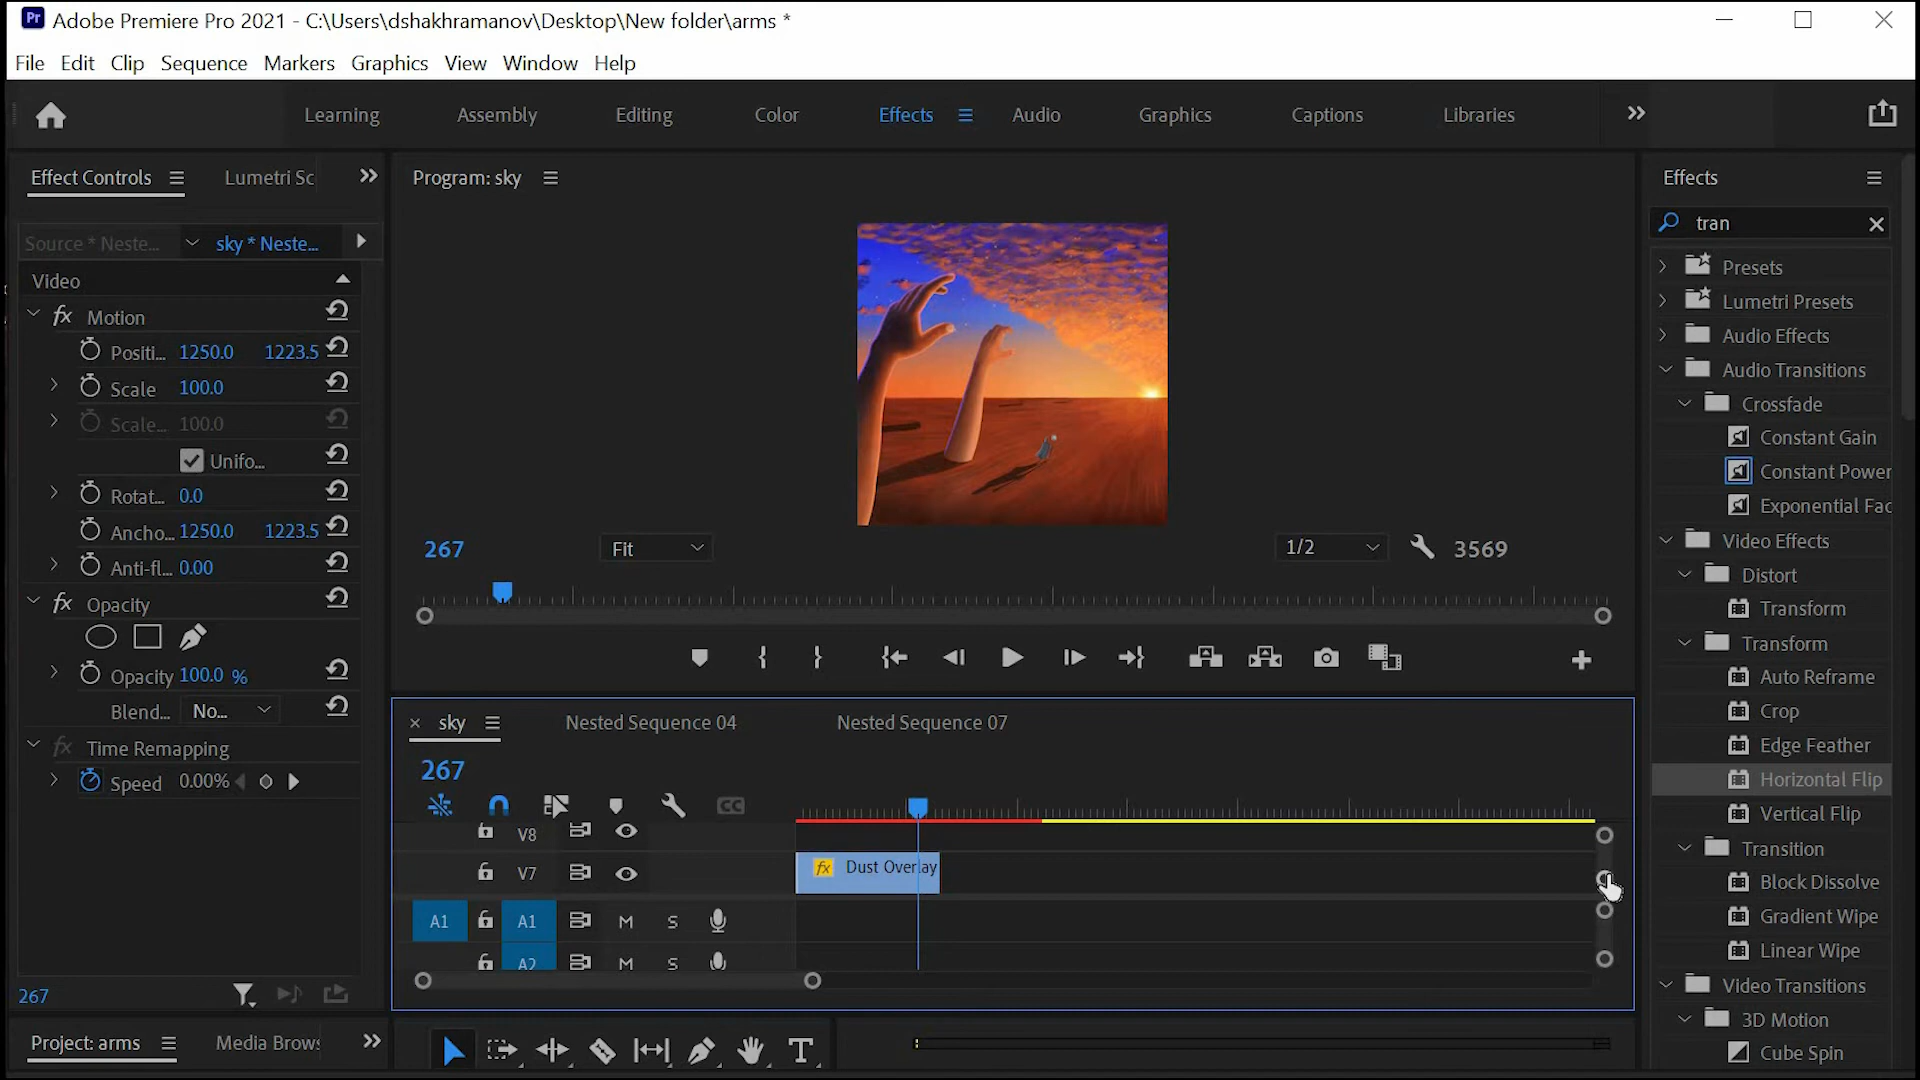 Pr Adobe Premiere Pro 2021 - C:\Users\dshakhramanov\Desktop\New folder\arms *
File Edit Clip Sequence Markers Graphics View Window Help
Learning Assembly Editing Color Effects Audio Graphics Captions Libraries
Effect Controls Lumetri Sc
Source * Neste... sky * Neste...
Video
fx Motion
Positi... 1250.0 1223.5
Scale 100.0
Scale... 100.0
Unifo...
Rotat... 0.0
Ancho... 1250.0 1223.5
Anti-fl... 0.00
fx Opacity
Opacity 100.0 %
Blend... No...
fx Time Remapping
Speed 0.00%
267
Project: arms Media Brows
Program: sky
267 Fit 1/2 3569
sky Nested Sequence 04 Nested Sequence 07
267
CC
V8
V7 fx Dust Overlay
A1 A1 M S
A2 M S
T
Effects
tran
Presets
Lumetri Presets
Audio Effects
Audio Transitions
Crossfade
Constant Gain
Constant Power
Exponential Fac
Video Effects
Distort
Transform
Transform
Auto Reframe
Crop
Edge Feather
Horizontal Flip
Vertical Flip
Transition
Block Dissolve
Gradient Wipe
Linear Wipe
Video Transitions
3D Motion
Cube Spin